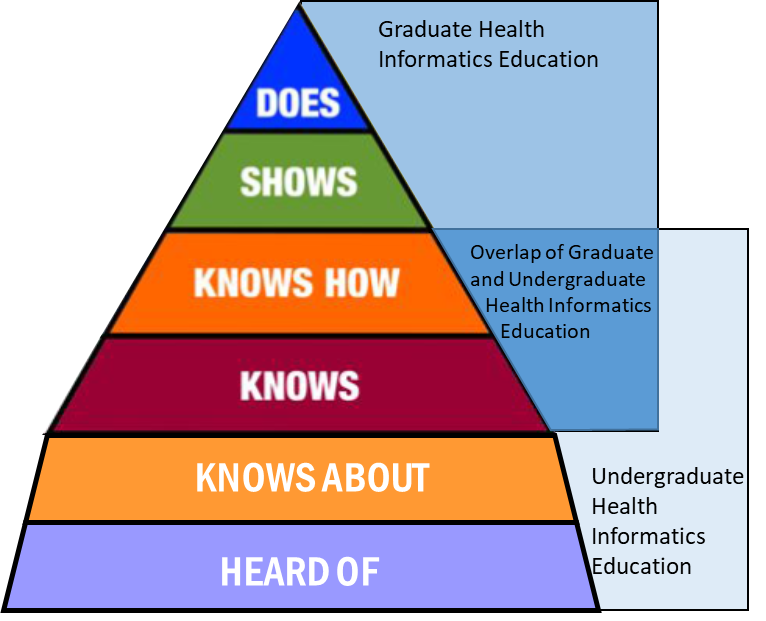 Graduate Health
Informatics Education
DOES
SHOWS
Overlap of Graduate
and Undergraduate
Health Informatics
Education
KNOWS HOW
KNOWS
KNOWS ABOUT
Undergraduate
Health
Informatics
Education
HEARD OF